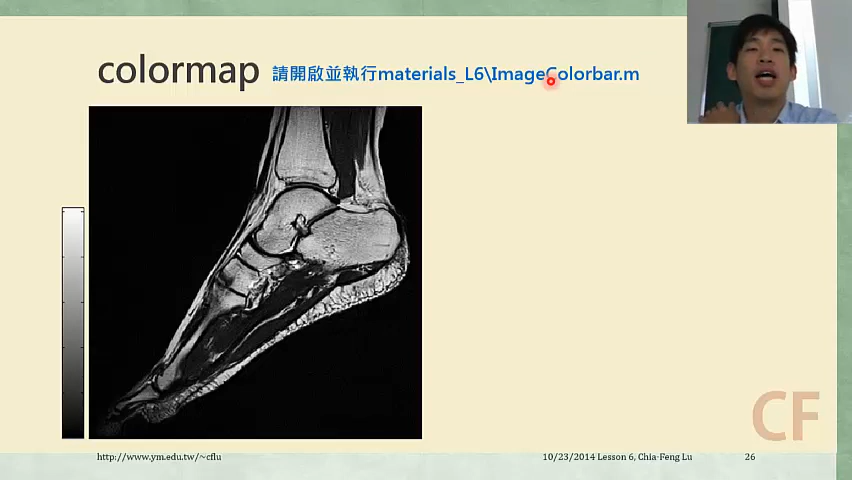 colormap 請開啟並執行materials_L6\ImageColorbar.m
CF
http://www.ym.edu.tw/~cflu 10/23/2014 Lesson 6, Chia-Feng Lu 26